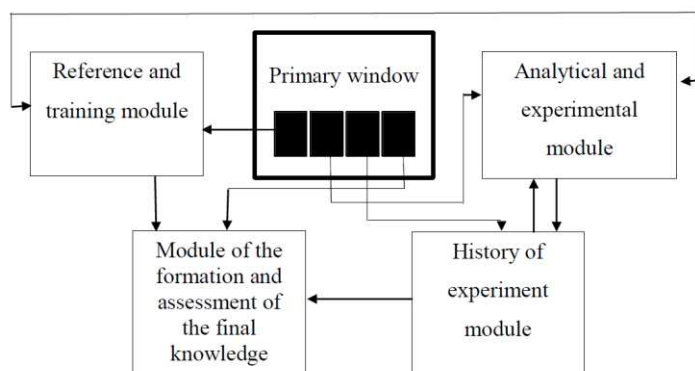 Reference and
training module
Primary window
Analytical and
experimental
module
Module of the
formation and
assessment of
the final
knowledge
History of
experiment
module